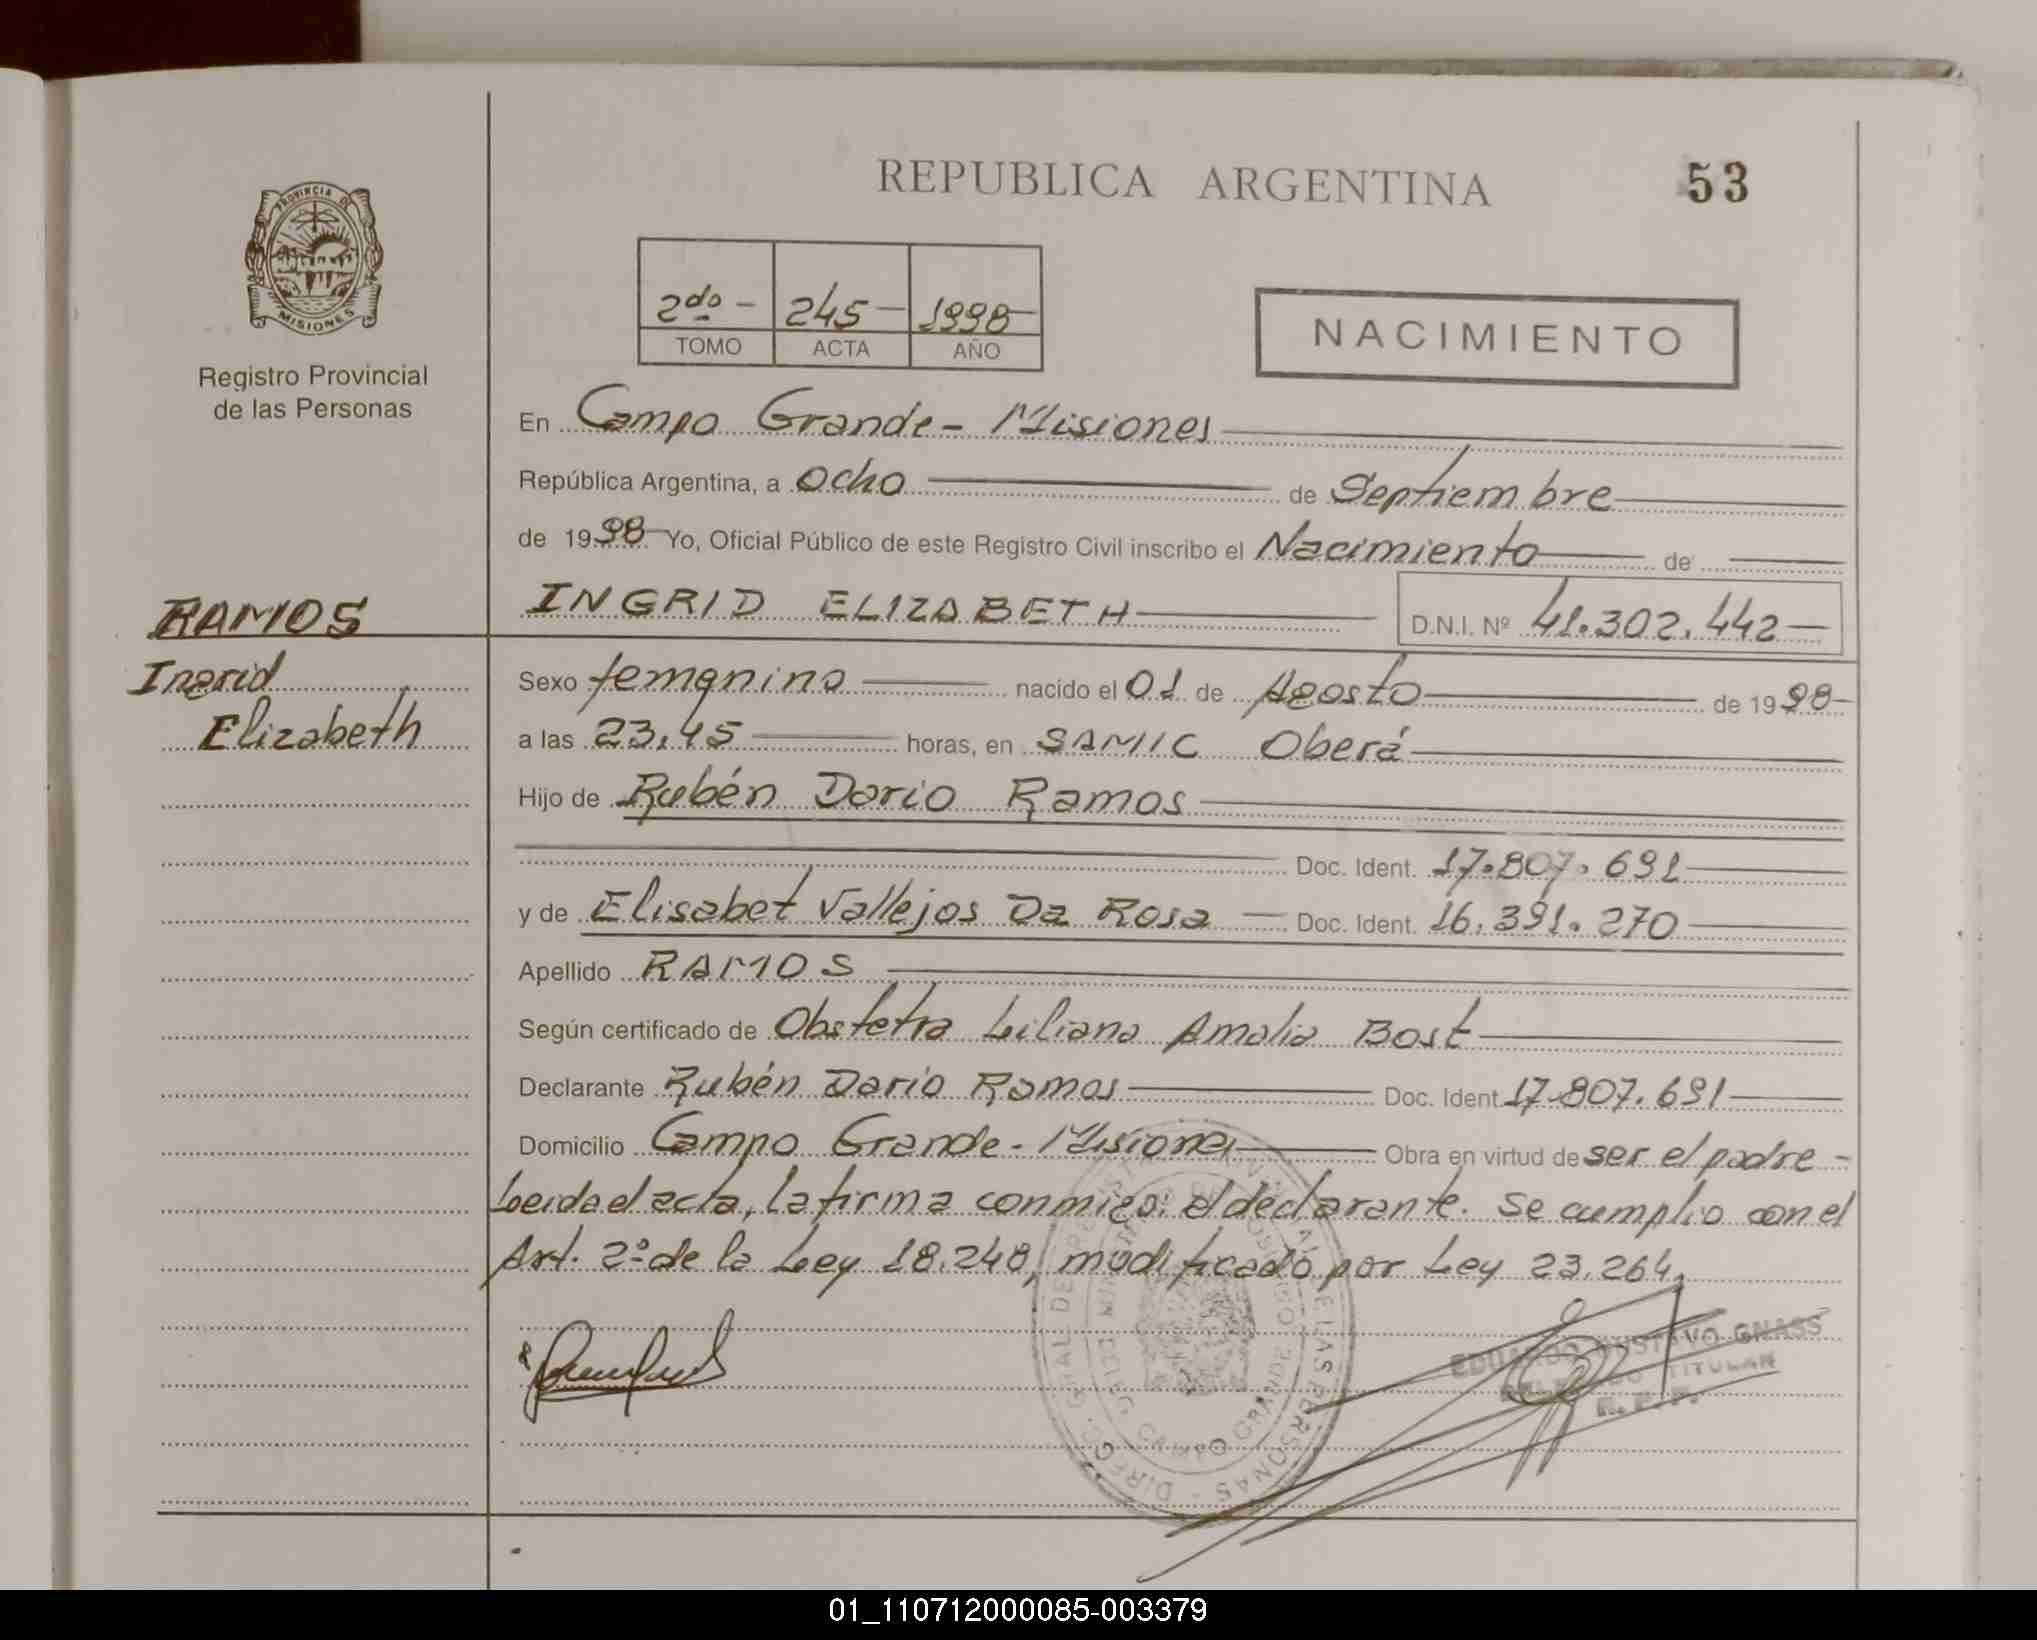 REPUBLICA ARGENTINA 53
PROVINCIA DE
MISIONES
Registro Provincial
de las Personas
2do - 245 - 1998
TOMO ACTA AÑO
NACIMIENTO
En Campo Grande - Misiones
República Argentina, a ocho de Septiembre
de 1998 Yo, Oficial Público de este Registro Civil inscribo el Nacimiento de
RAMOS INGRID ELIZABETH D.N.I. Nº 41.302.442
Ingrid Sexo femenino nacido el 01 de Agosto de 1998
Elizabeth a las 23,45 horas, en SAMIC Oberá
Hijo de Rubén Dario Ramos
Doc. Ident. 17.807.691
y de Elisabet Vallejos Da Rosa Doc. Ident. 16.391.270
Apellido RAMOS
Según certificado de Obstetra Liliana Amalia Bost
Declarante Rubén Dario Ramos Doc. Ident 17.807.691
Domicilio Campo Grande - Misiones Obra en virtud de ser el padre -
Leida el acta, la firma conmigo: el declarante. Se cumplio con el
Art. 2º de la Ley 18.248, modificado por Ley 23.264
EDUARDO GUSTAVO GNASS
TITULAR
R. P. P.
CAMPO GRANDE
01_110712000085-003379